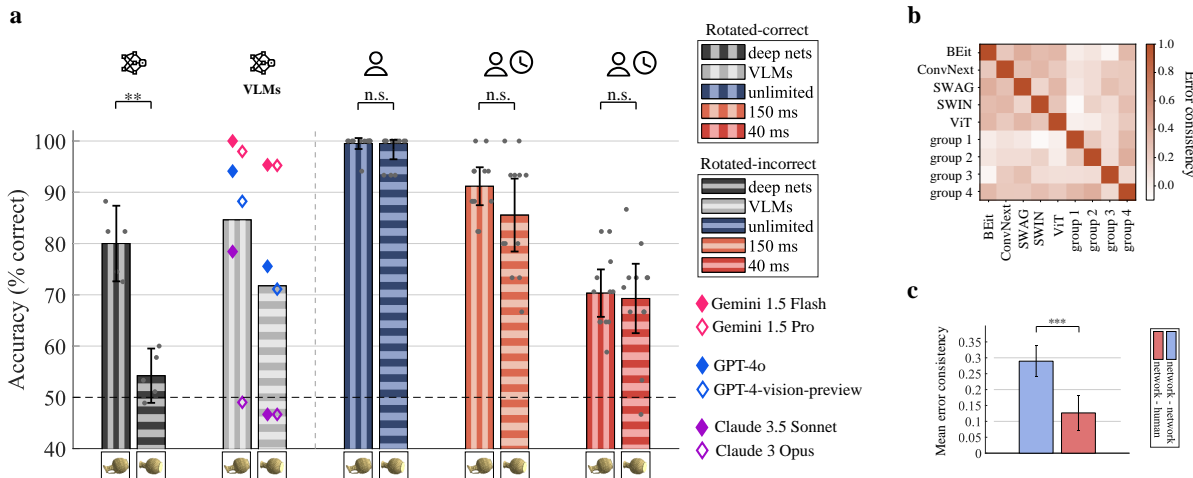 a
VLMs
**
n.s.
n.s.
n.s.
Accuracy (% correct)
100
90
80
70
60
50
40
Rotated-correct
deep nets
VLMs
unlimited
150 ms
40 ms
Rotated-incorrect
deep nets
VLMs
unlimited
150 ms
40 ms
Gemini 1.5 Flash
Gemini 1.5 Pro
GPT-4o
GPT-4-vision-preview
Claude 3.5 Sonnet
Claude 3 Opus
b
BEit
ConvNext
SWAG
SWIN
ViT
group 1
group 2
group 3
group 4
BEit
ConvNext
SWAG
SWIN
ViT
group 1
group 2
group 3
group 4
1.0
0.8
0.6
0.4
0.2
0.0
Error consistency
c
Mean error consistency
0.35
0.3
0.25
0.2
0.15
0.1
0.05
0
***
network - network
network - human